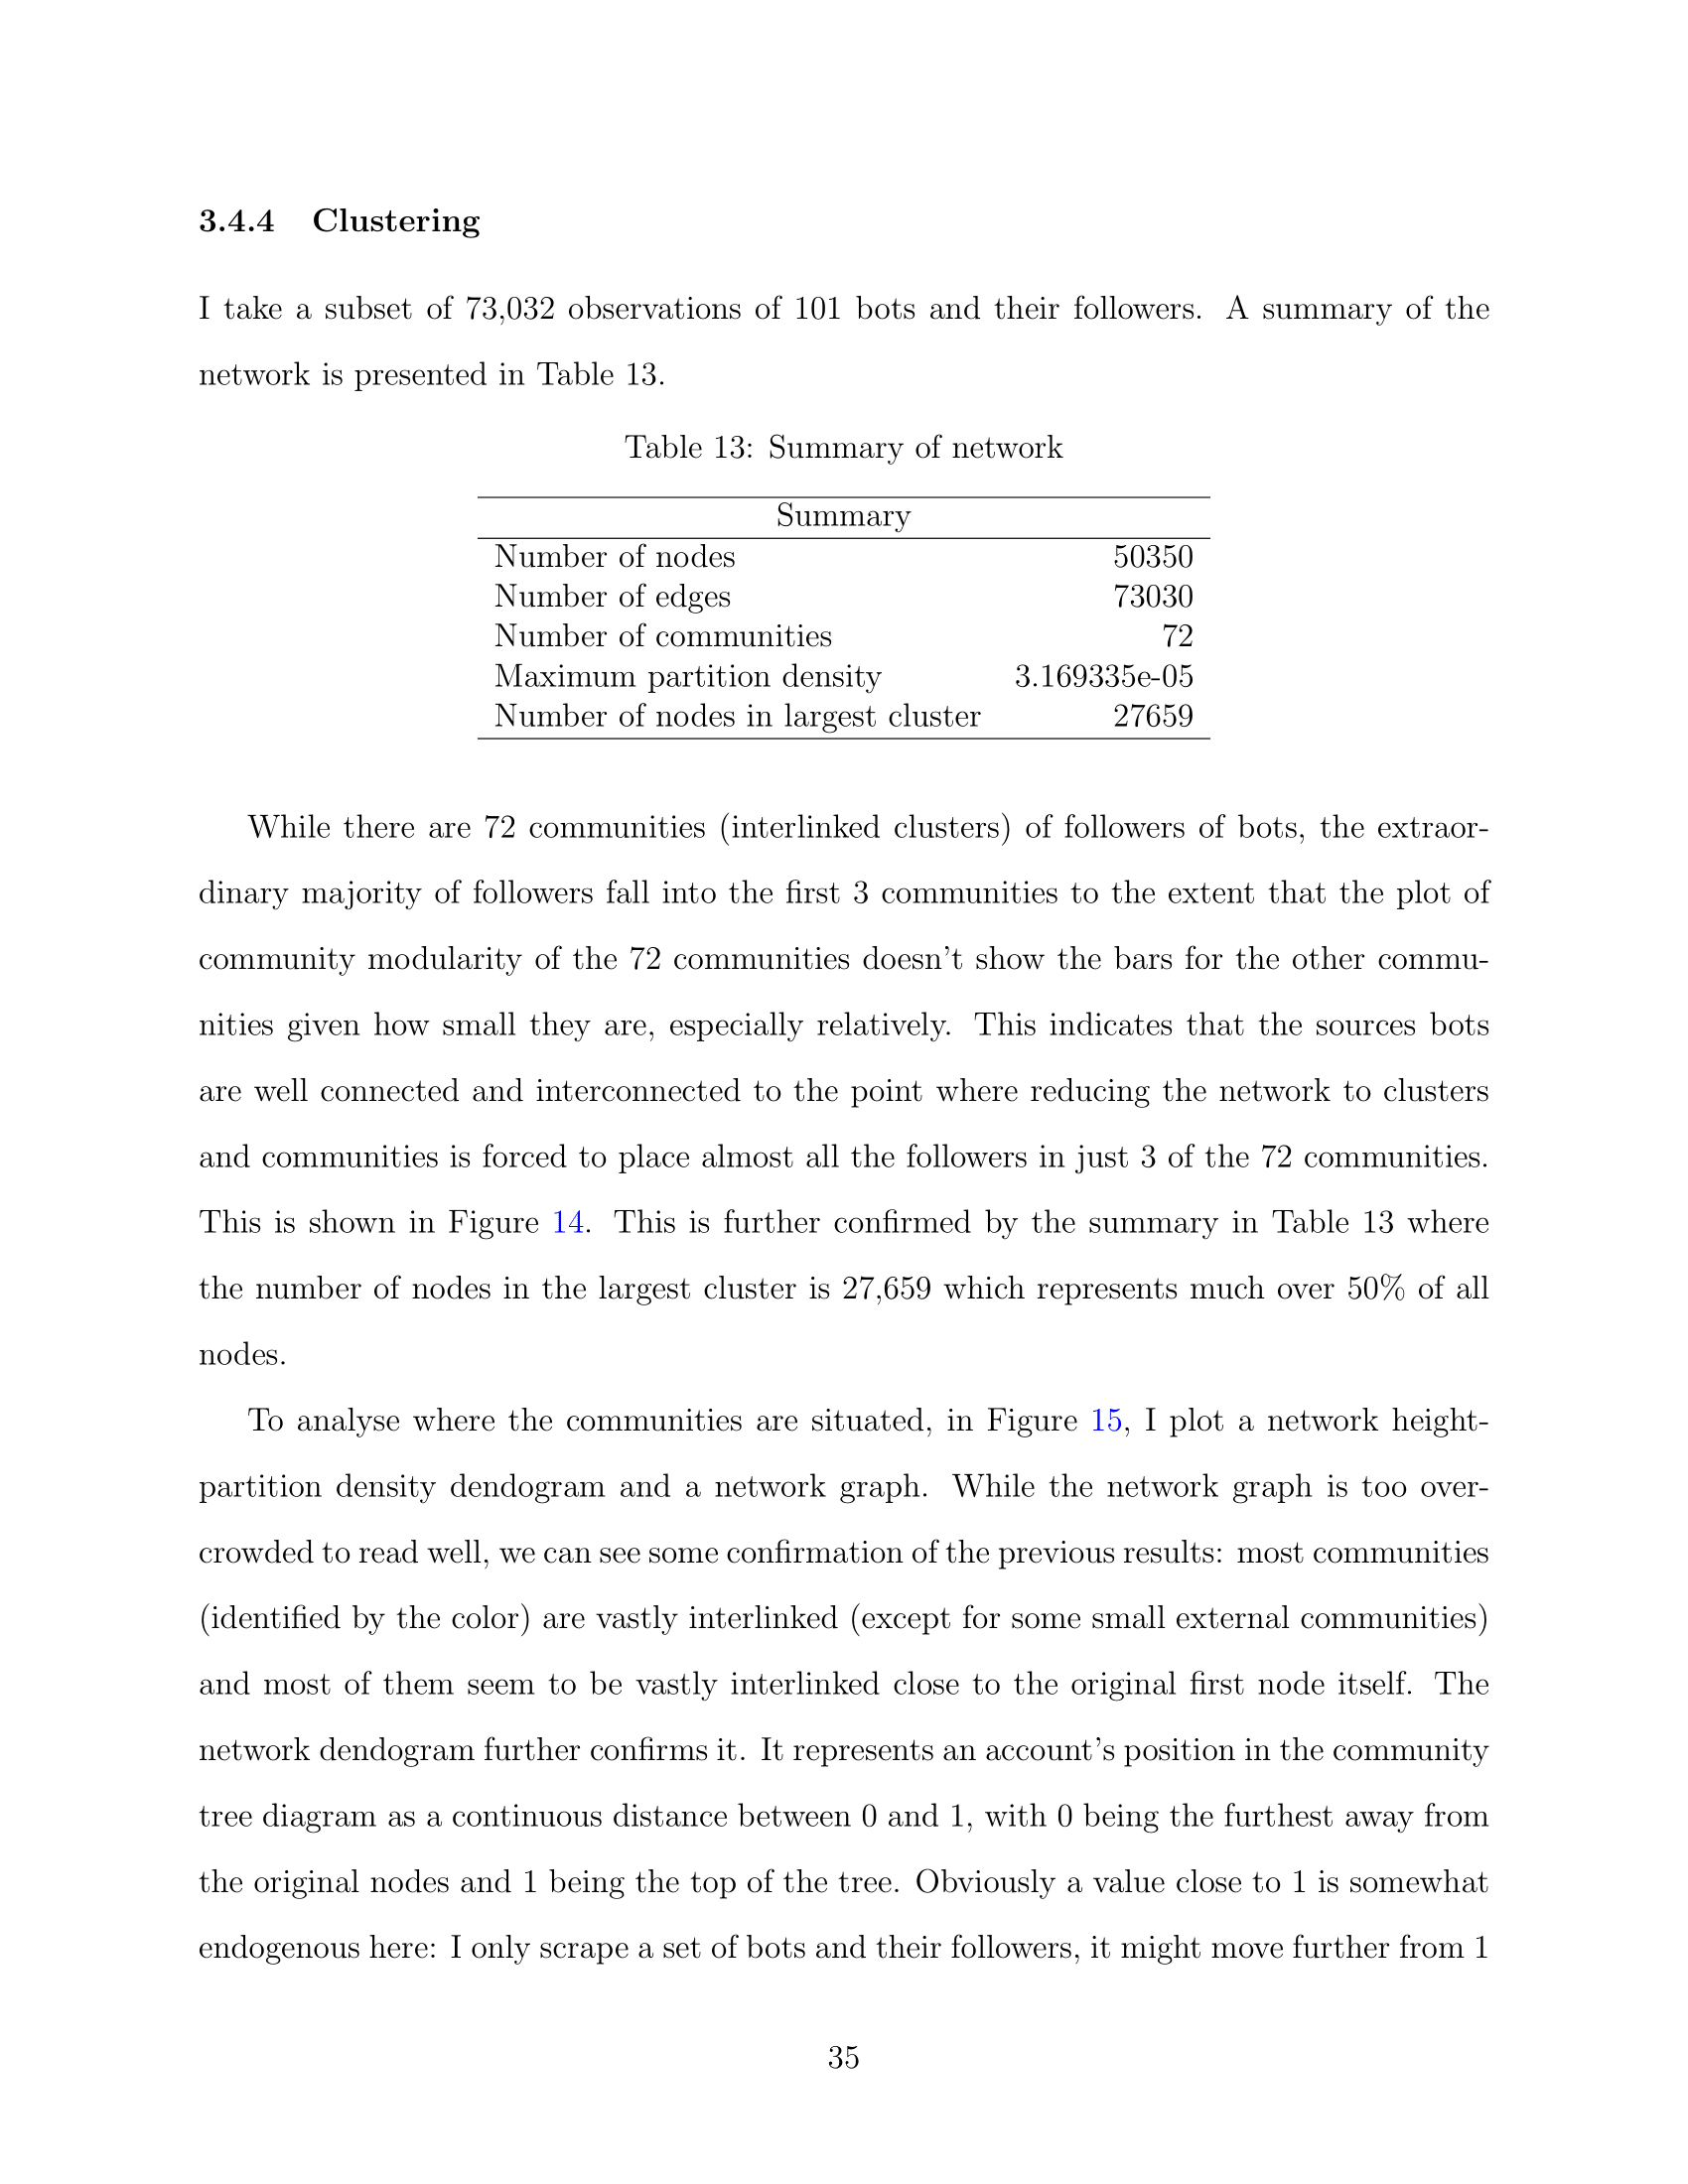 3.4.4 Clustering
I take a subset of 73,032 observations of 101 bots and their followers. A summary of the
network is presented in Table 13.
Table 13: Summary of network
Summary
Number of nodes 50350
Number of edges 73030
Number of communities 72
Maximum partition density 3.169335e-05
Number of nodes in largest cluster 27659
While there are 72 communities (interlinked clusters) of followers of bots, the extraor-
dinary majority of followers fall into the first 3 communities to the extent that the plot of
community modularity of the 72 communities doesn't show the bars for the other commu-
nities given how small they are, especially relatively. This indicates that the sources bots
are well connected and interconnected to the point where reducing the network to clusters
and communities is forced to place almost all the followers in just 3 of the 72 communities.
This is shown in Figure 14. This is further confirmed by the summary in Table 13 where
the number of nodes in the largest cluster is 27,659 which represents much over 50% of all
nodes.
To analyse where the communities are situated, in Figure 15, I plot a network height-
partition density dendogram and a network graph. While the network graph is too over-
crowded to read well, we can see some confirmation of the previous results: most communities
(identified by the color) are vastly interlinked (except for some small external communities)
and most of them seem to be vastly interlinked close to the original first node itself. The
network dendogram further confirms it. It represents an account's position in the community
tree diagram as a continuous distance between 0 and 1, with 0 being the furthest away from
the original nodes and 1 being the top of the tree. Obviously a value close to 1 is somewhat
endogenous here: I only scrape a set of bots and their followers, it might move further from 1
35